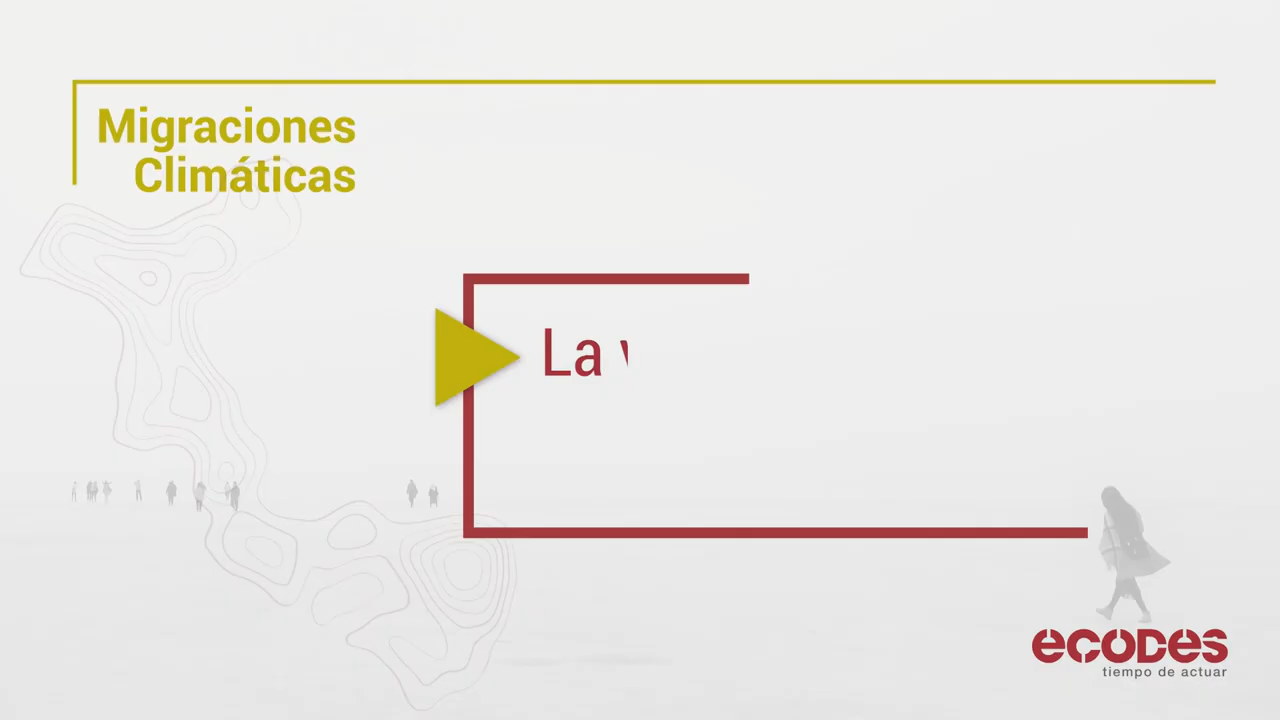 Migraciones
Climáticas
La
ecodes
tiempo de actuar